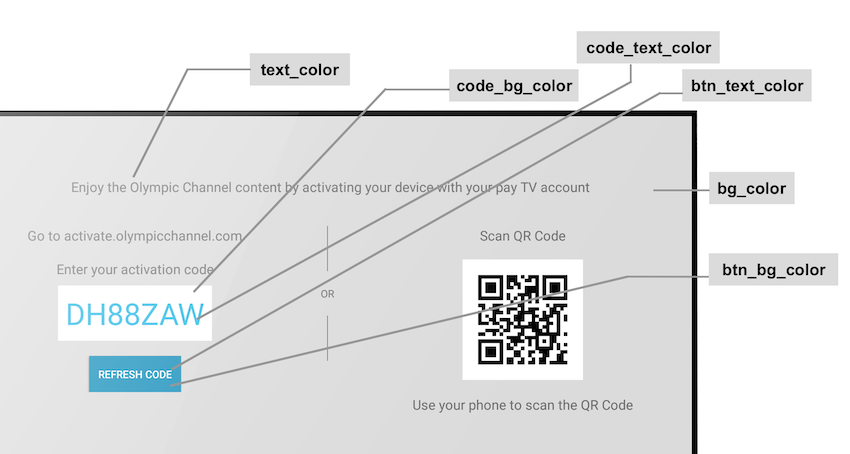 code_text_color
text_color
code_bg_color
btn_text_color
Enjoy the Olympic Channel content by activating your device with your pay TV account
bg_color
Go to activate.olympicchannel.com
Scan QR Code
Enter your activation code
btn_bg_color
OR
DH88ZAW
REFRESH CODE
Use your phone to scan the QR Code